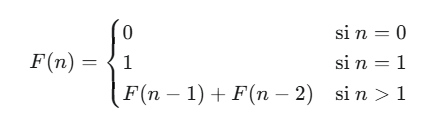 F(n) = { 0 si n = 0
1 si n = 1
F(n − 1) + F(n − 2) si n > 1